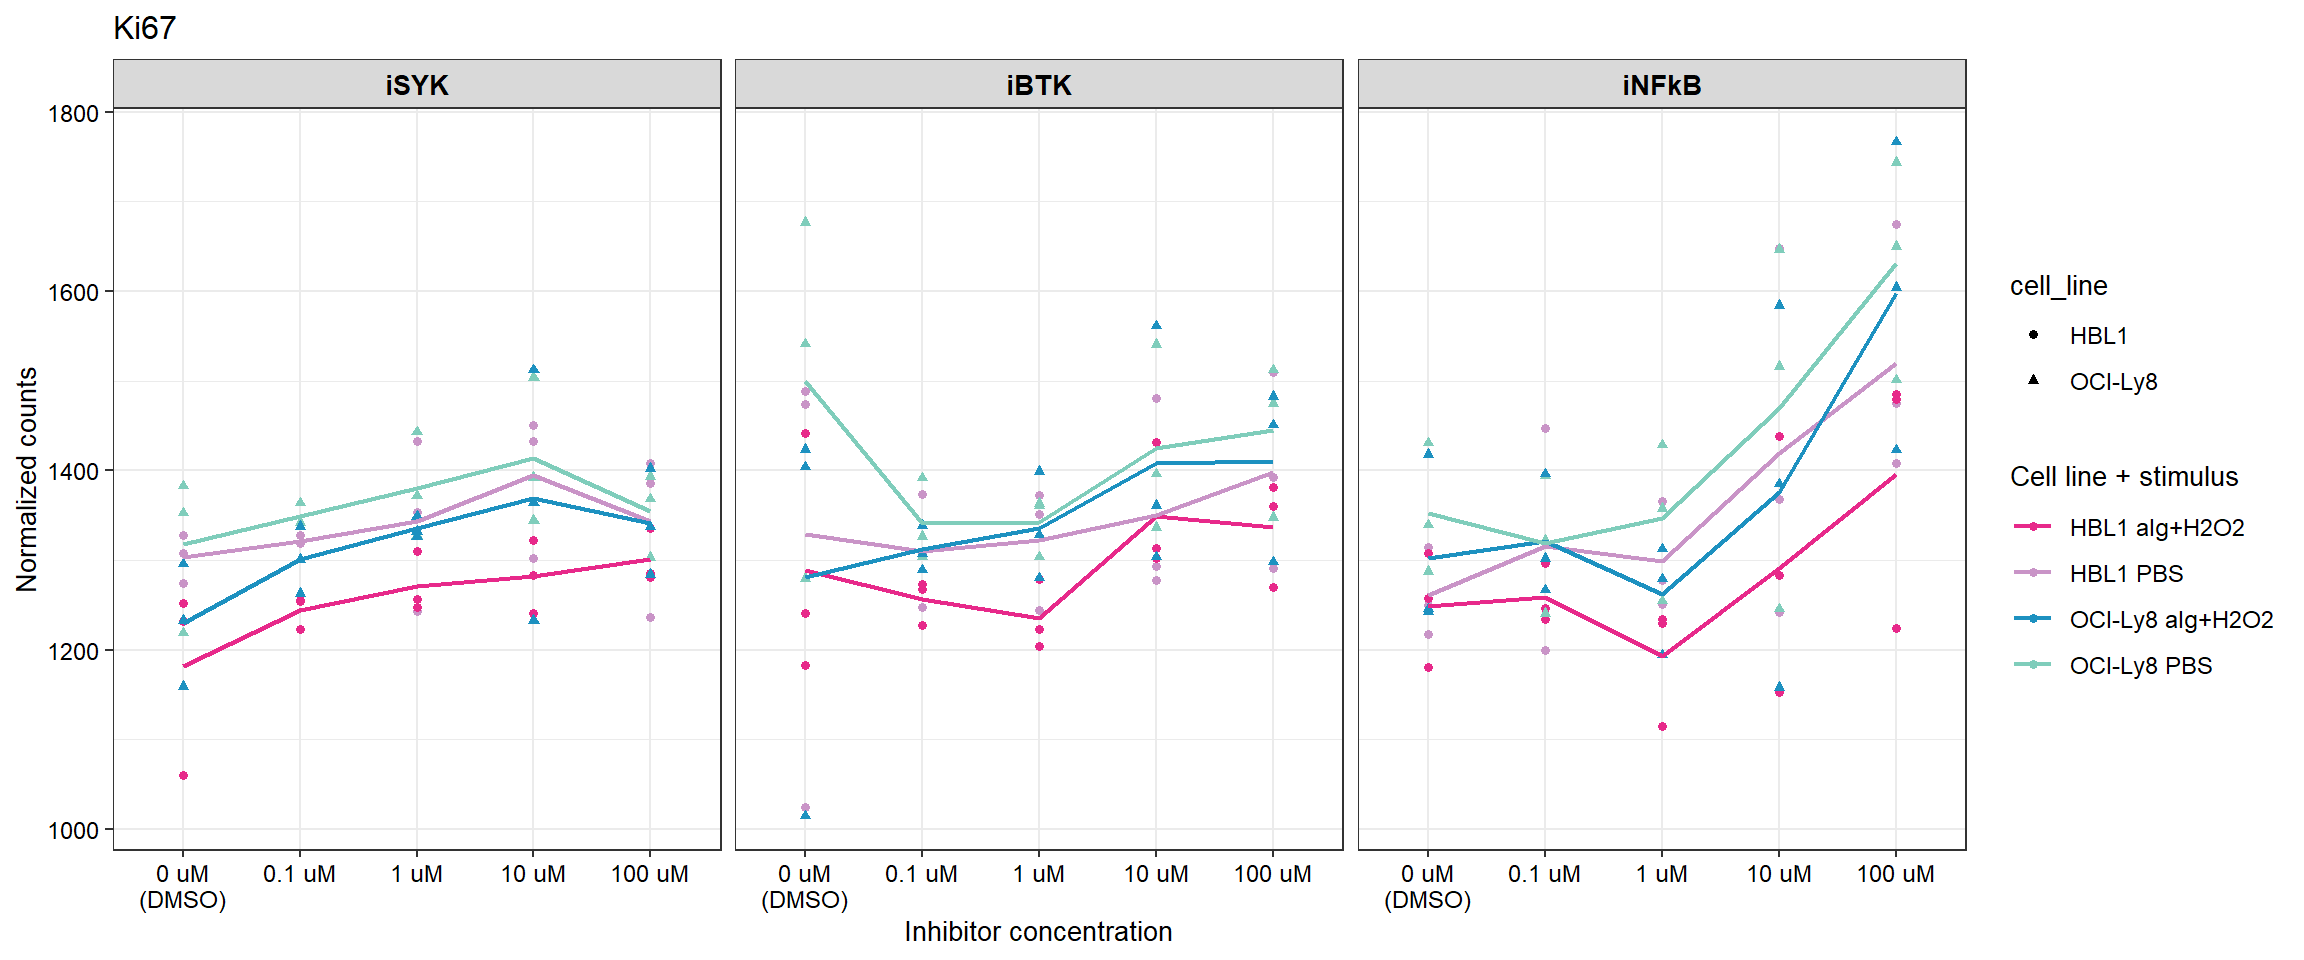 Ki67
iSYK
iBTK
iNFkB
1800
1600
1400
1200
1000
Normalized counts
0 uM
(DMSO)
0.1 uM
1 uM
10 uM
100 uM
0 uM
(DMSO)
0.1 uM
1 uM
10 uM
100 uM
0 uM
(DMSO)
0.1 uM
1 uM
10 uM
100 uM
Inhibitor concentration
cell_line
HBL1
OCI-Ly8
Cell line + stimulus
HBL1 aIg+H2O2
HBL1 PBS
OCI-Ly8 aIg+H2O2
OCI-Ly8 PBS